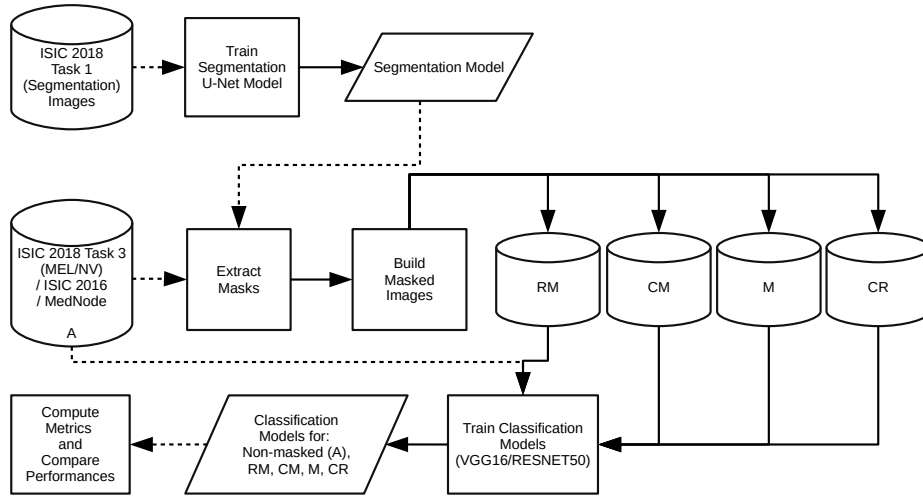 ISIC 2018
Task 1
(Segmentation)
Images
Train
Segmentation
U-Net Model
Segmentation Model
ISIC 2018 Task 3
(MEL/NV)
/ ISIC 2016
/ MedNode
A
Extract
Masks
Build
Masked
Images
RM
CM
M
CR
Compute
Metrics
and
Compare
Performances
Classification
Models for:
Non-masked (A),
RM, CM, M, CR
Train Classification
Models
(VGG16/RESNET50)